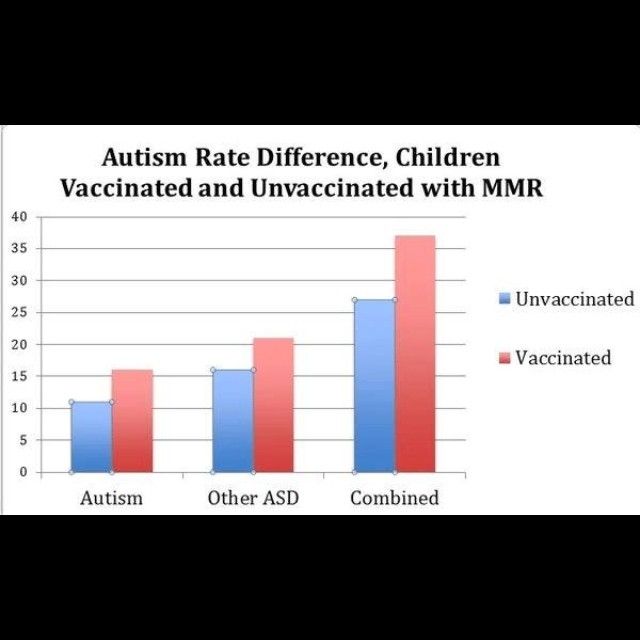 Autism Rate Difference, Children
Vaccinated and Unvaccinated with MMR
40
35
30
25
20
15
10
5
0
Unvaccinated
Vaccinated
Autism
Other ASD
Combined